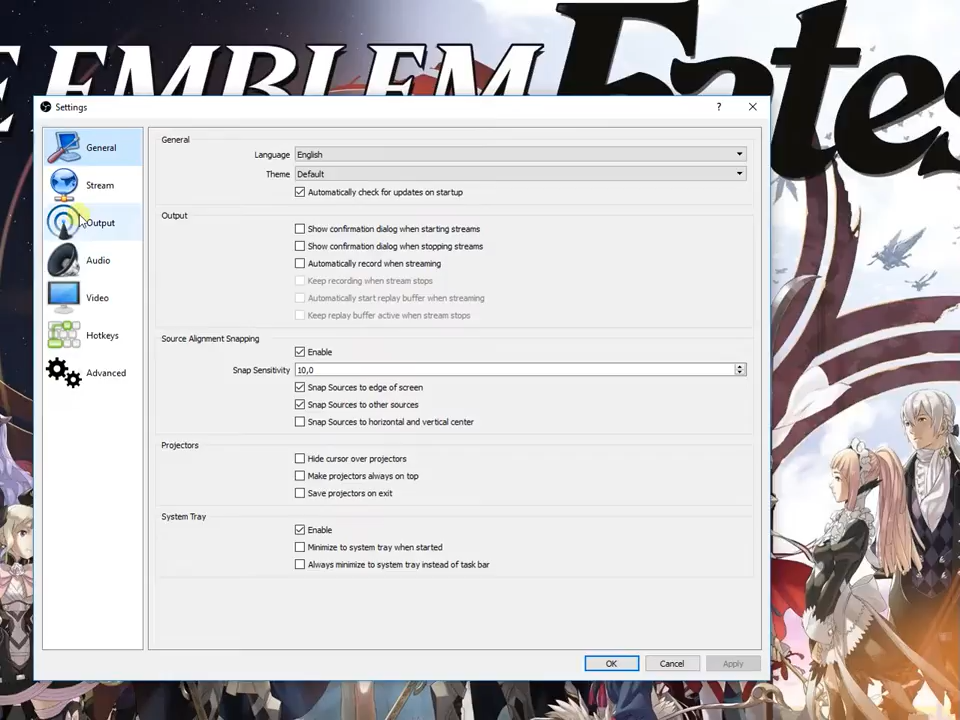 E EMBLEM Fates
Settings
?
General
Stream
Output
Audio
Video
Hotkeys
Advanced
General
Language English
Theme Default
Automatically check for updates on startup
Output
Show confirmation dialog when starting streams
Show confirmation dialog when stopping streams
Automatically record when streaming
Keep recording when stream stops
Automatically start replay buffer when streaming
Keep replay buffer active when stream stops
Source Alignment Snapping
Enable
Snap Sensitivity 10,0
Snap Sources to edge of screen
Snap Sources to other sources
Snap Sources to horizontal and vertical center
Projectors
Hide cursor over projectors
Make projectors always on top
Save projectors on exit
System Tray
Enable
Minimize to system tray when started
Always minimize to system tray instead of task bar
OK Cancel Apply